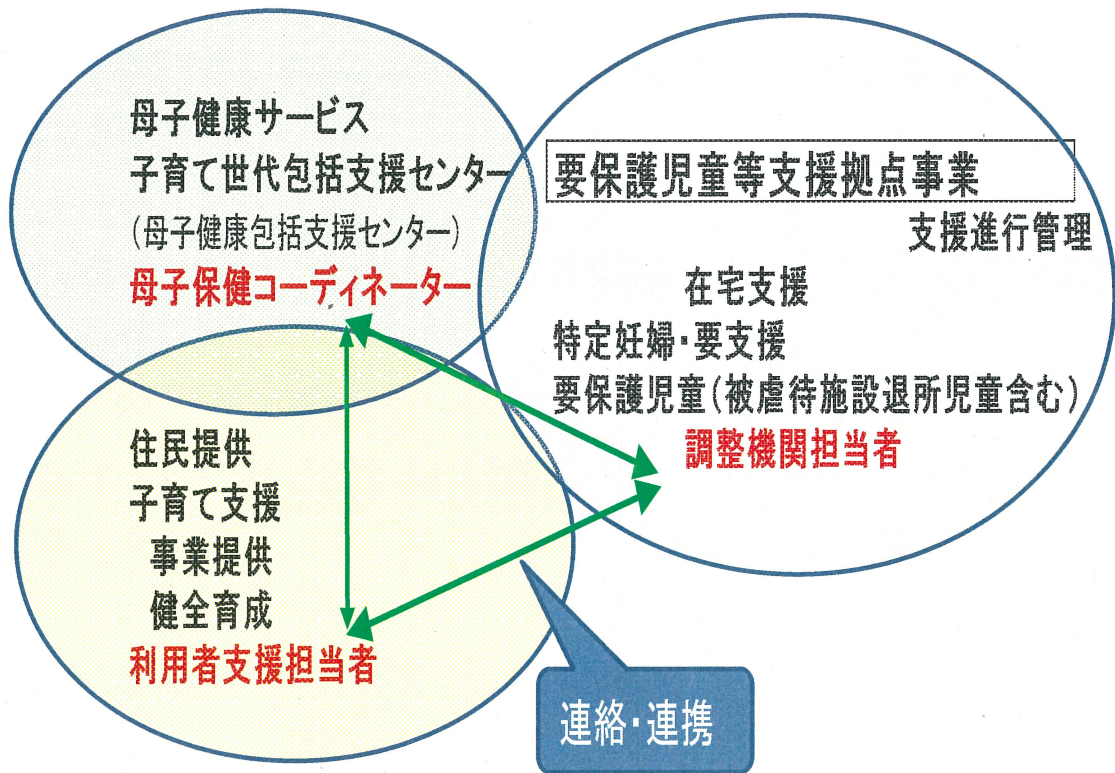 母子健康サービス
子育て世代包括支援センター
(母子健康包括支援センター)
母子保健コーディネーター
要保護児童等支援拠点事業
支援進行管理
在宅支援
特定妊婦・要支援
要保護児童(被虐待施設退所児童含む)
調整機関担当者
住民提供
子育て支援
事業提供
健全育成
利用者支援担当者
連絡・連携